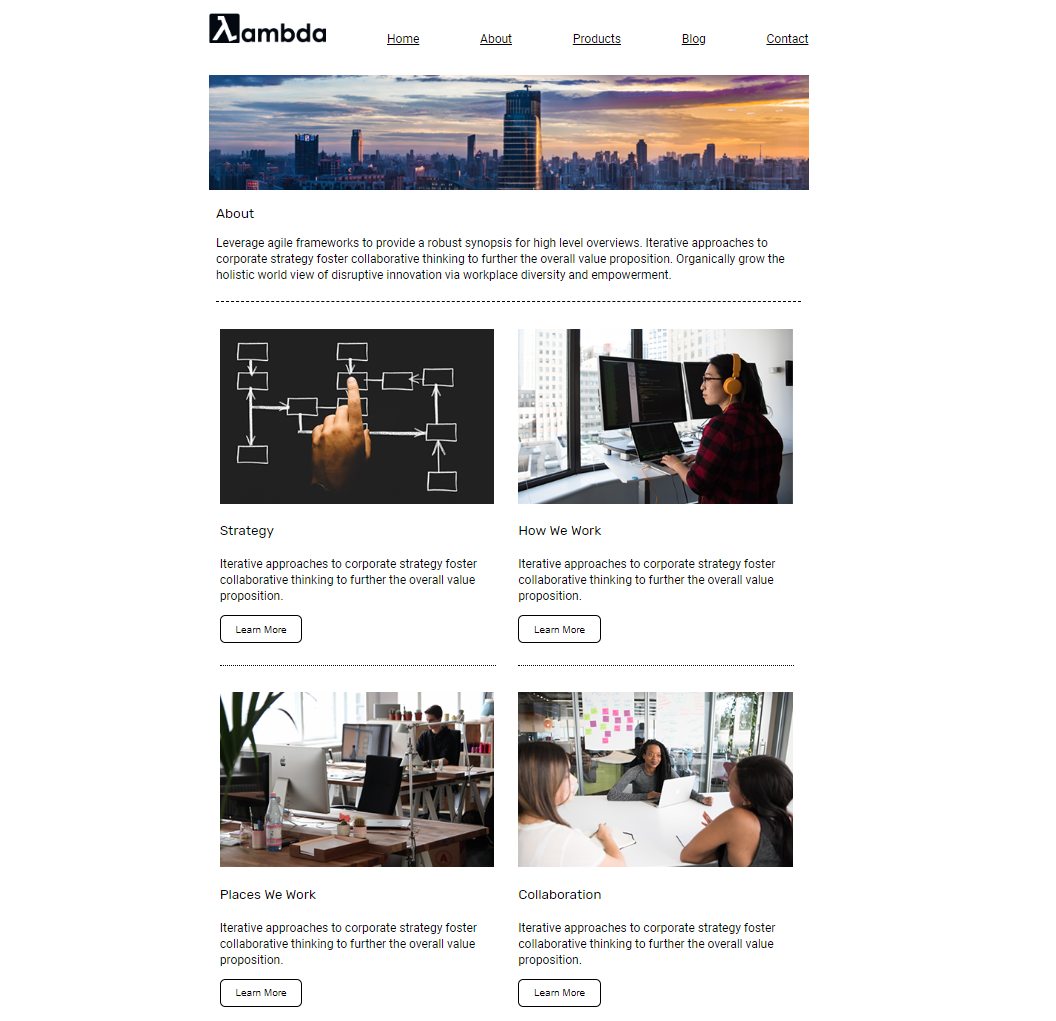 λambda
Home About Products Blog Contact
About
Leverage agile frameworks to provide a robust synopsis for high level overviews. Iterative approaches to
corporate strategy foster collaborative thinking to further the overall value proposition. Organically grow the
holistic world view of disruptive innovation via workplace diversity and empowerment.
Strategy
Iterative approaches to corporate strategy foster
collaborative thinking to further the overall value
proposition.
Learn More
How We Work
Iterative approaches to corporate strategy foster
collaborative thinking to further the overall value
proposition.
Learn More
Places We Work
Iterative approaches to corporate strategy foster
collaborative thinking to further the overall value
proposition.
Learn More
Collaboration
Iterative approaches to corporate strategy foster
collaborative thinking to further the overall value
proposition.
Learn More